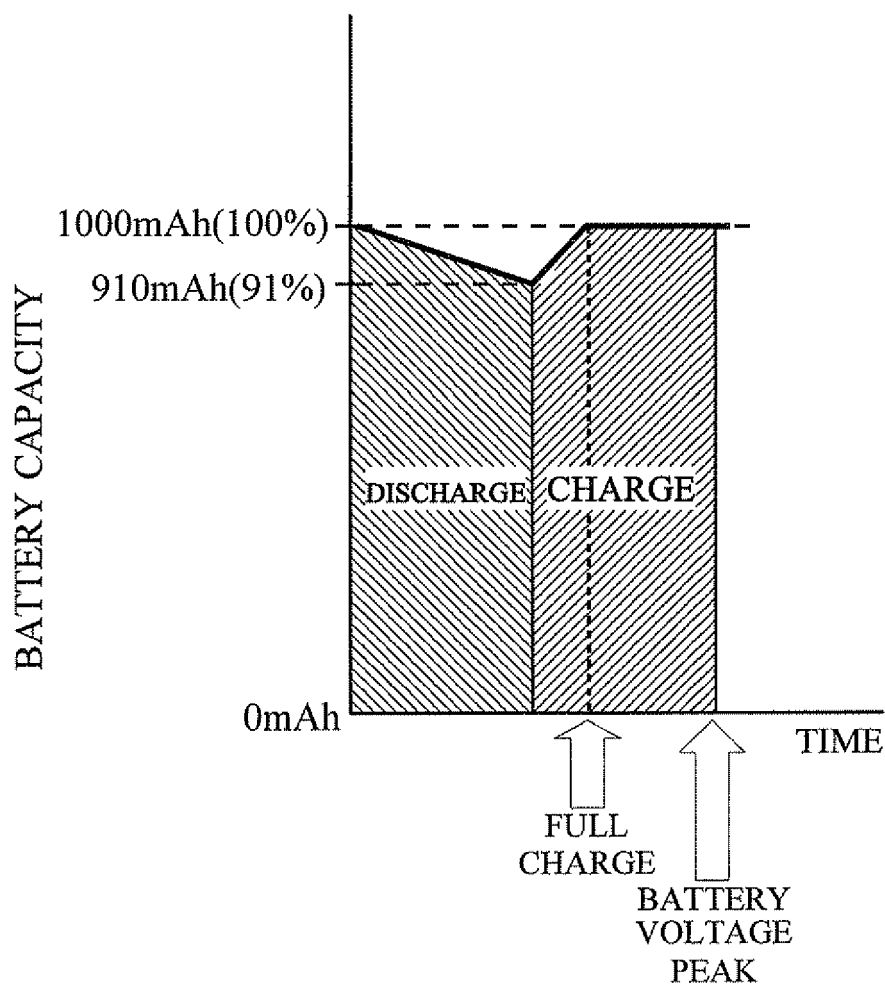 1000mAh(100%)
910mAh(91%)
BATTERY CAPACITY
DISCHARGE
CHARGE
0mAh
TIME
FULL
CHARGE
BATTERY
VOLTAGE
PEAK